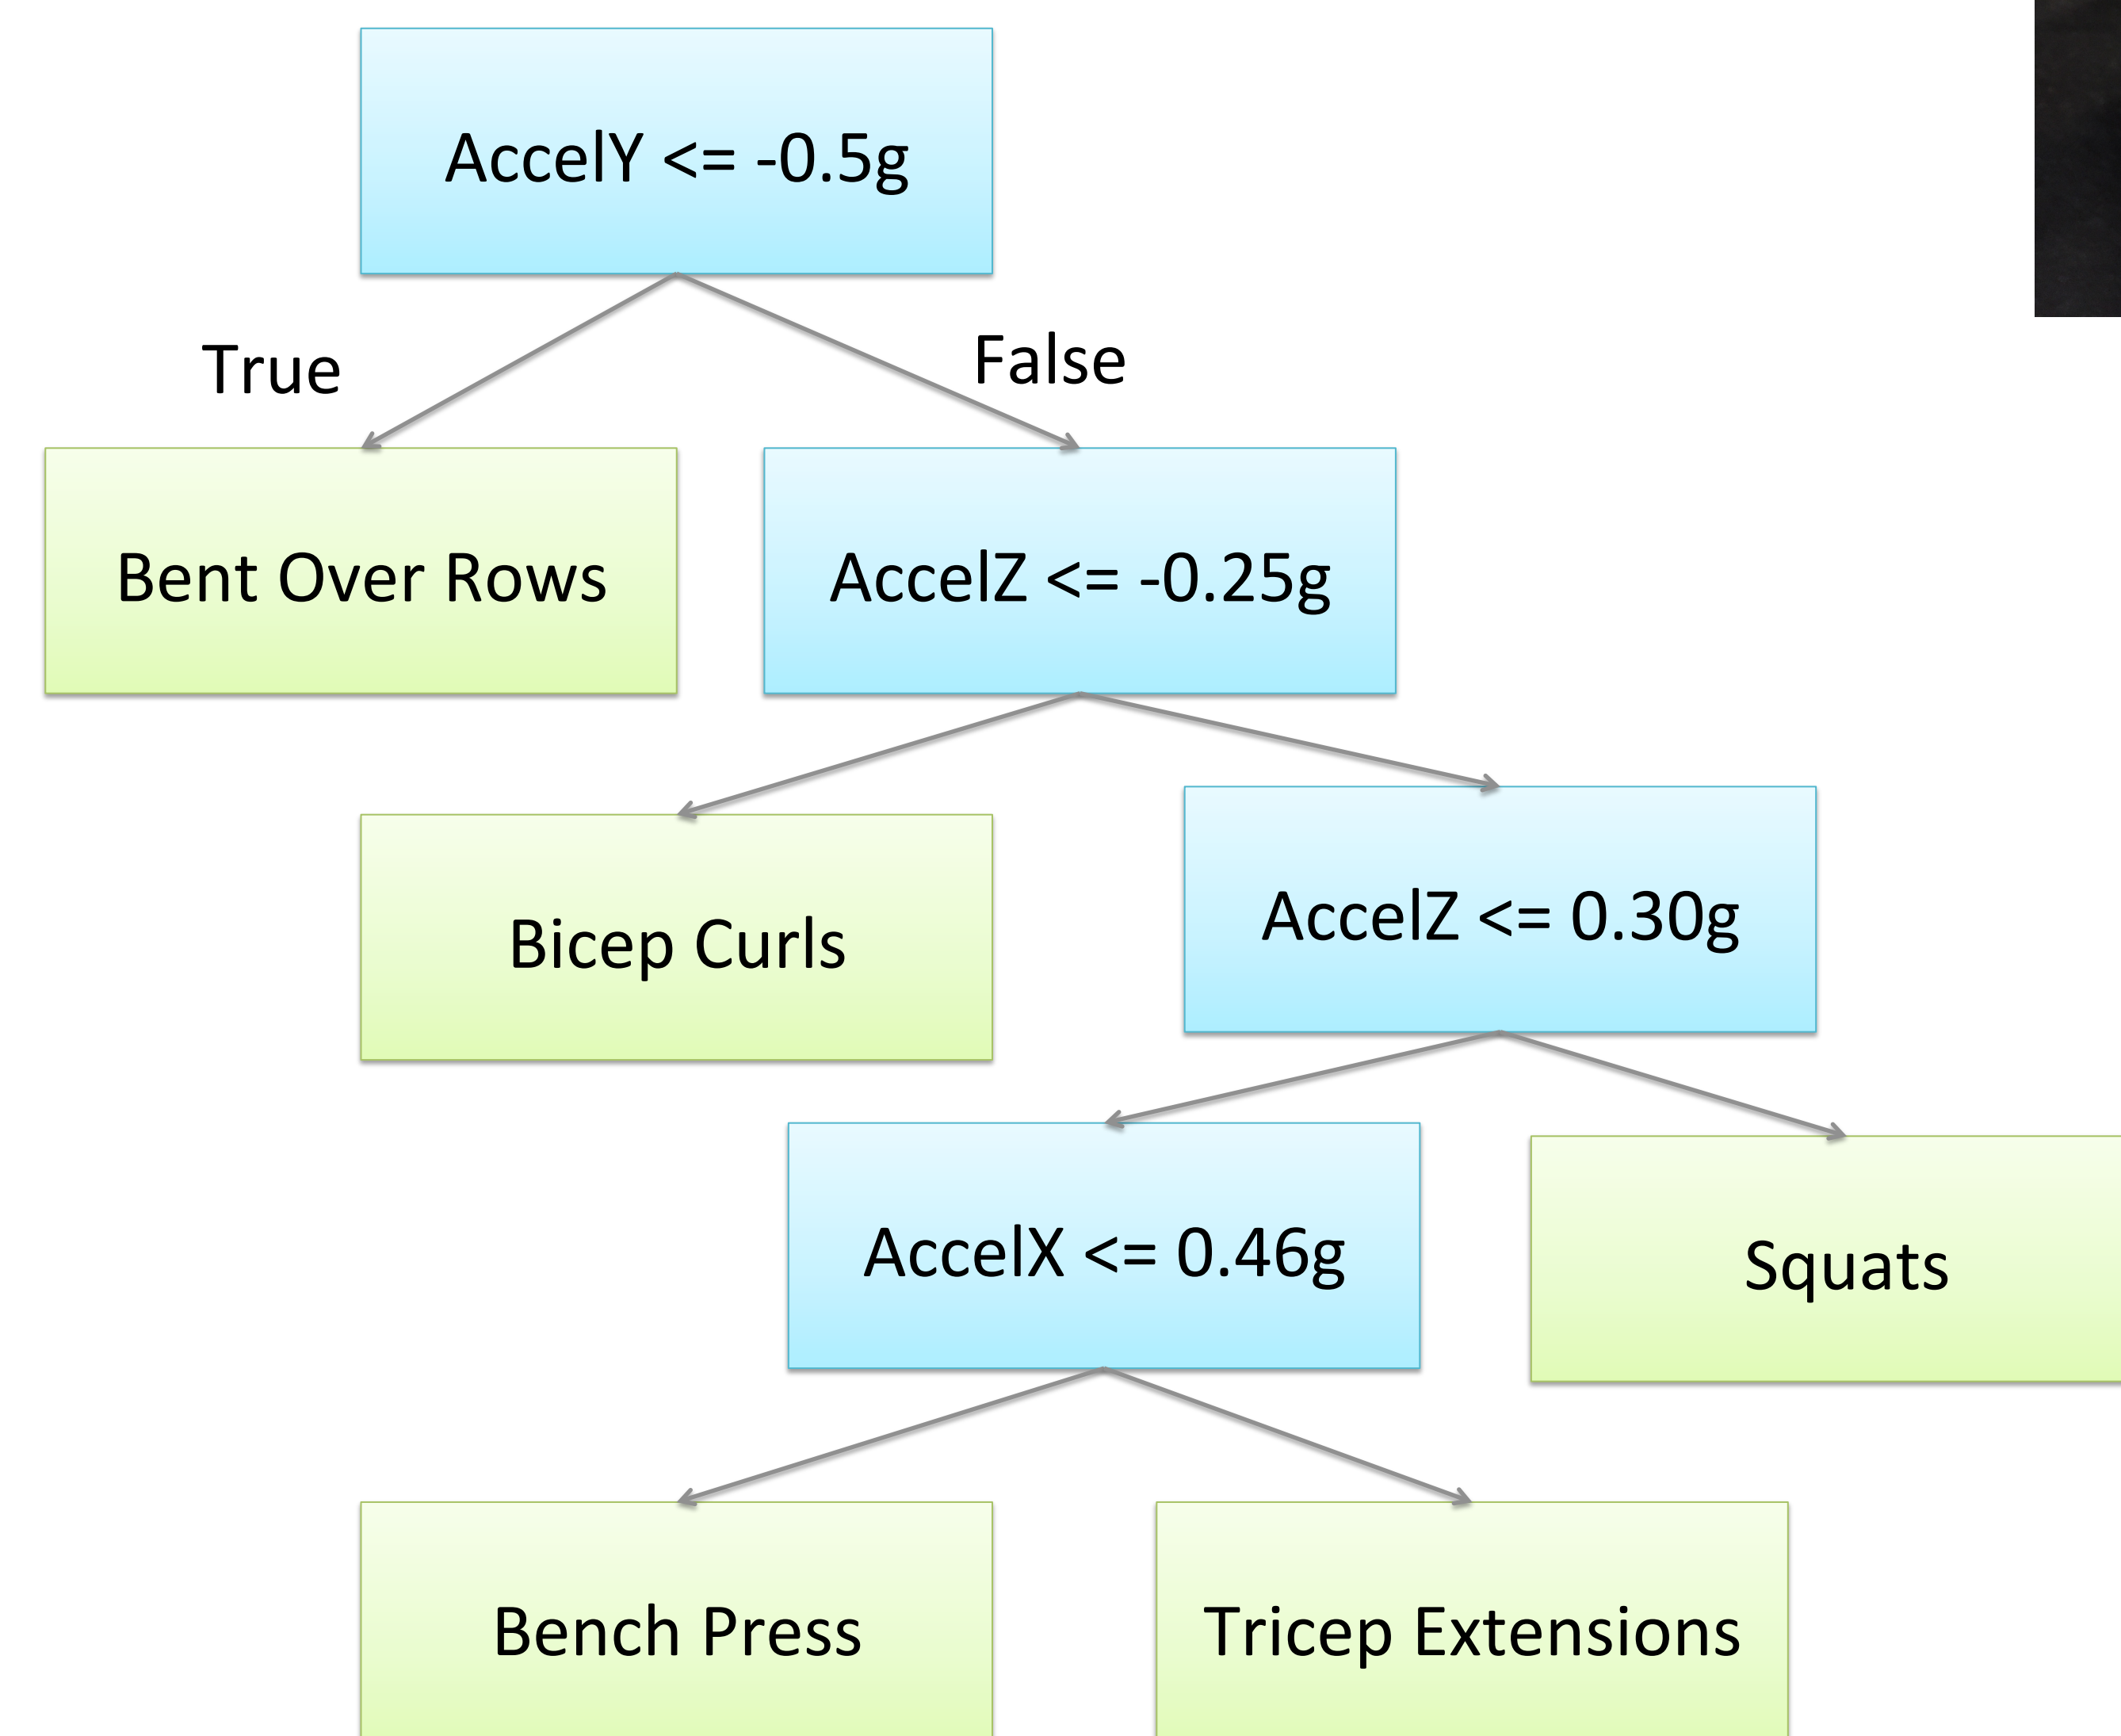 AccelY <= -0.5g
True
False
Bent Over Rows
AccelZ <= -0.25g
Bicep Curls
AccelZ <= 0.30g
AccelX <= 0.46g
Squats
Bench Press
Tricep Extensions